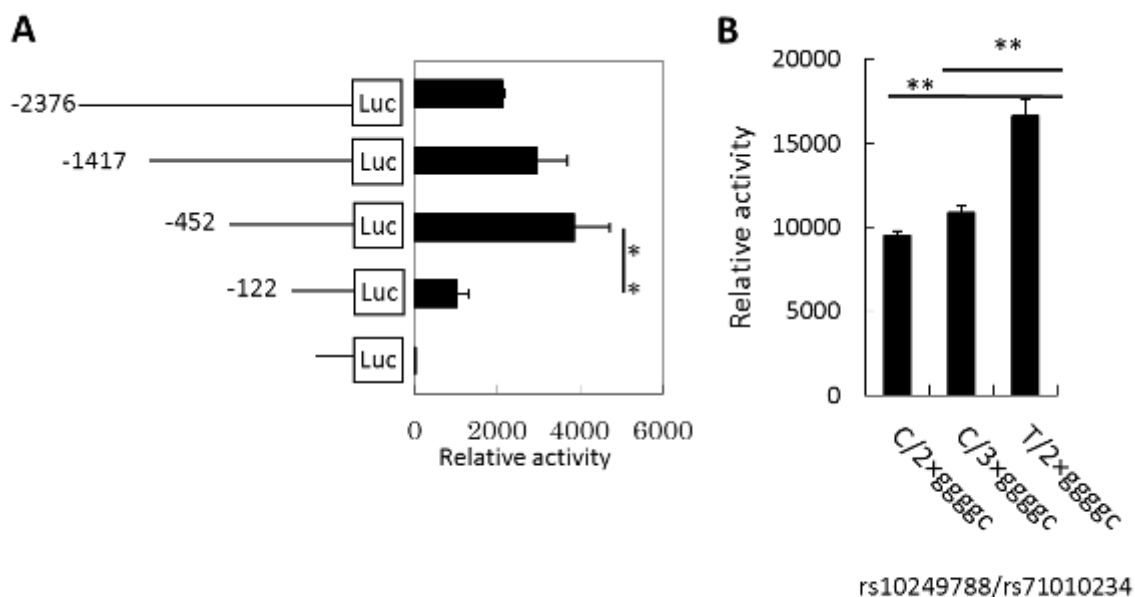 A
-2376
Luc
-1417
Luc
-452
Luc
-122
Luc
Luc
**
0 2000 4000 6000
Relative activity
B
20000
15000
10000
5000
0
Relative activity
**
**
C/2×ggggc
C/3×ggggc
T/2×ggggc
rs10249788/rs71010234